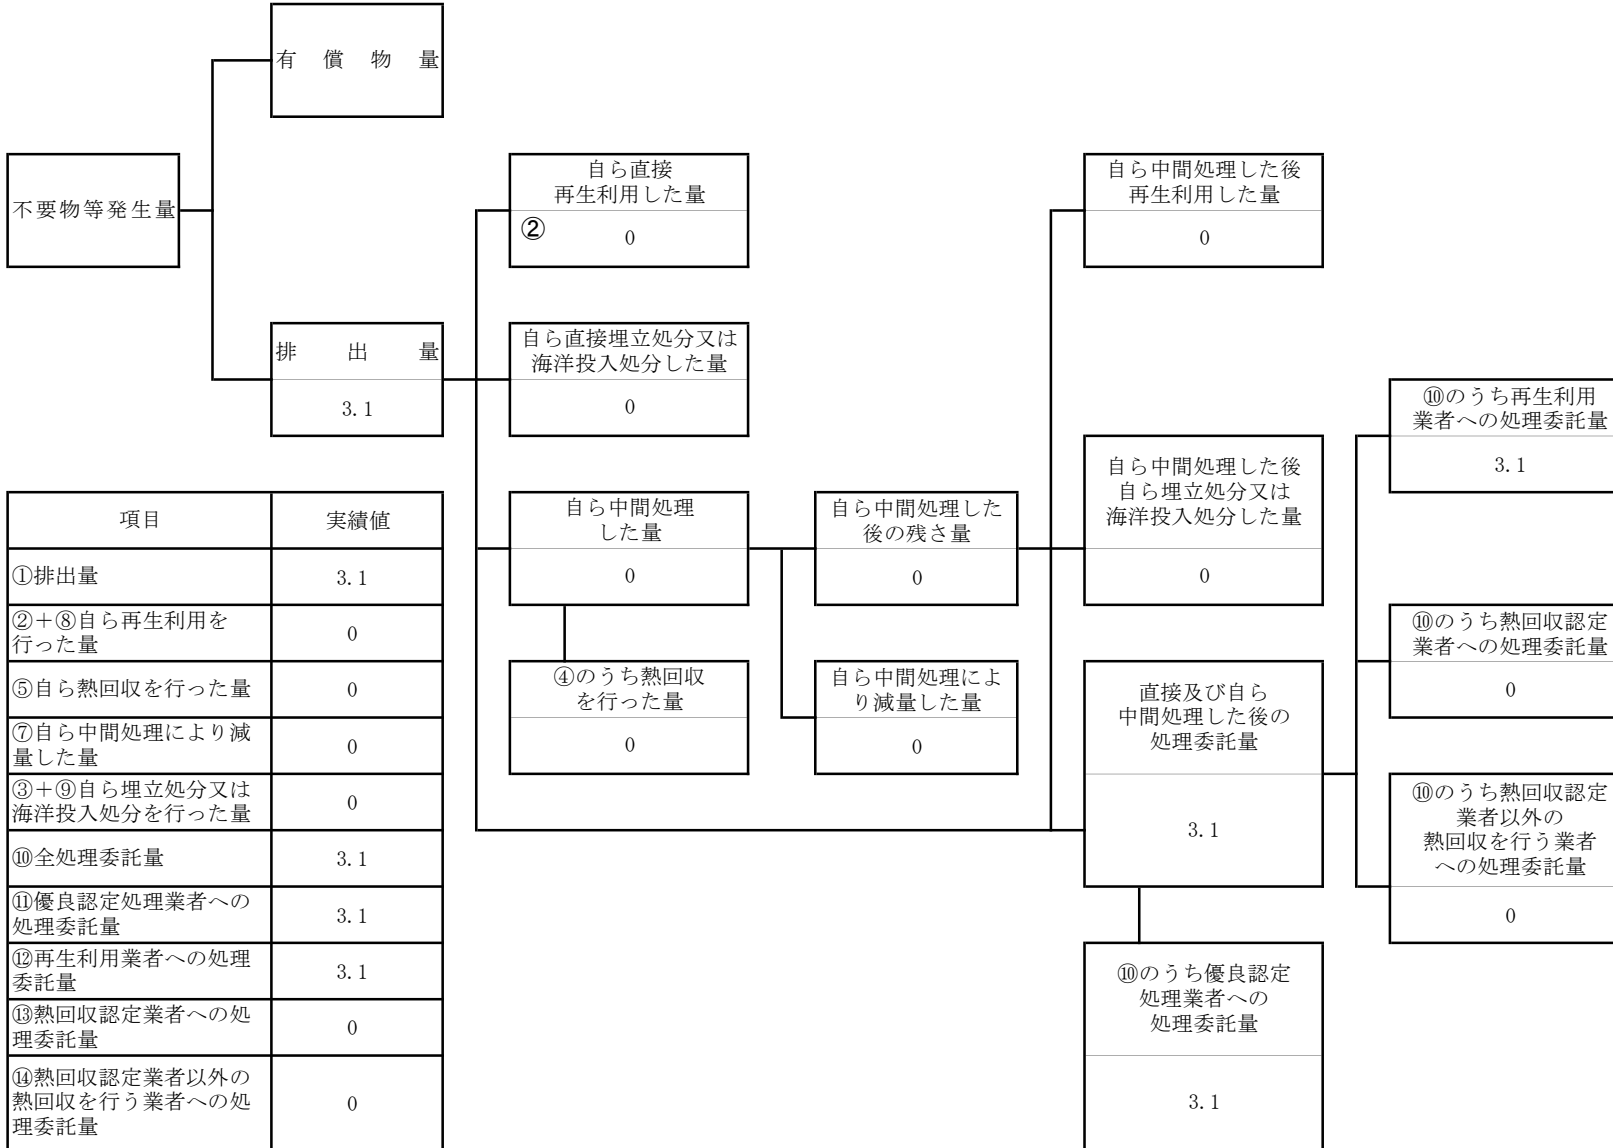 有償物量
不要物等発生量
排出量
3.1
自ら直接
再生利用した量
②
0
自ら直接埋立処分又は
海洋投入処分した量
0
自ら中間処理
した量
0
④のうち熱回収
を行った量
0
自ら中間処理した
後の残さ量
0
自ら中間処理によ
り減量した量
0
自ら中間処理した後
再生利用した量
0
自ら中間処理した後
自ら埋立処分又は
海洋投入処分した量
0
直接及び自ら
中間処理した後の
処理委託量
3.1
⑩のうち優良認定
処理業者への
処理委託量
3.1
⑩のうち再生利用
業者への処理委託量
3.1
⑩のうち熱回収認定
業者への処理委託量
0
⑩のうち熱回収認定
業者以外の
熱回収を行う業者
への処理委託量
0
項目 実績値
①排出量 3.1
②＋⑧自ら再生利用を
行った量 0
⑤自ら熱回収を行った量 0
⑦自ら中間処理により減
量した量 0
③＋⑨自ら埋立処分又は
海洋投入処分を行った量 0
⑩全処理委託量 3.1
⑪優良認定処理業者への
処理委託量 3.1
⑫再生利用業者への処理
委託量 3.1
⑬熱回収認定業者への処
理委託量 0
⑭熱回収認定業者以外の
熱回収を行う業者への処
理委託量 0